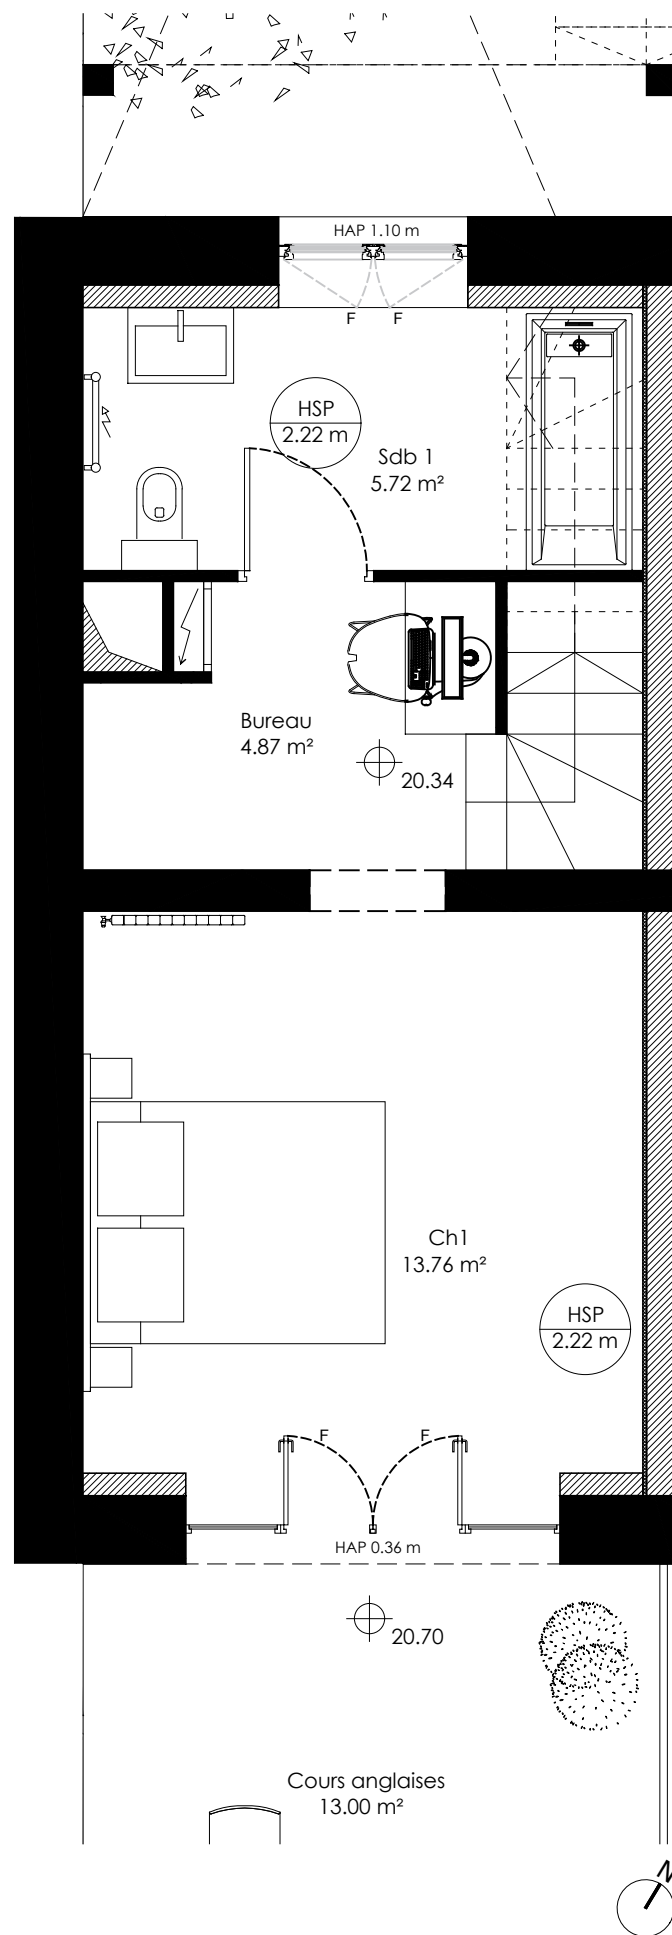 HAP 1.10 m
F F
HSP
2.22 m
Sdb 1
5.72 m²
Bureau
4.87 m²
20.34
Ch1
13.76 m²
HSP
2.22 m
F F
HAP 0.36 m
20.70
Cours anglaises
13.00 m²
N